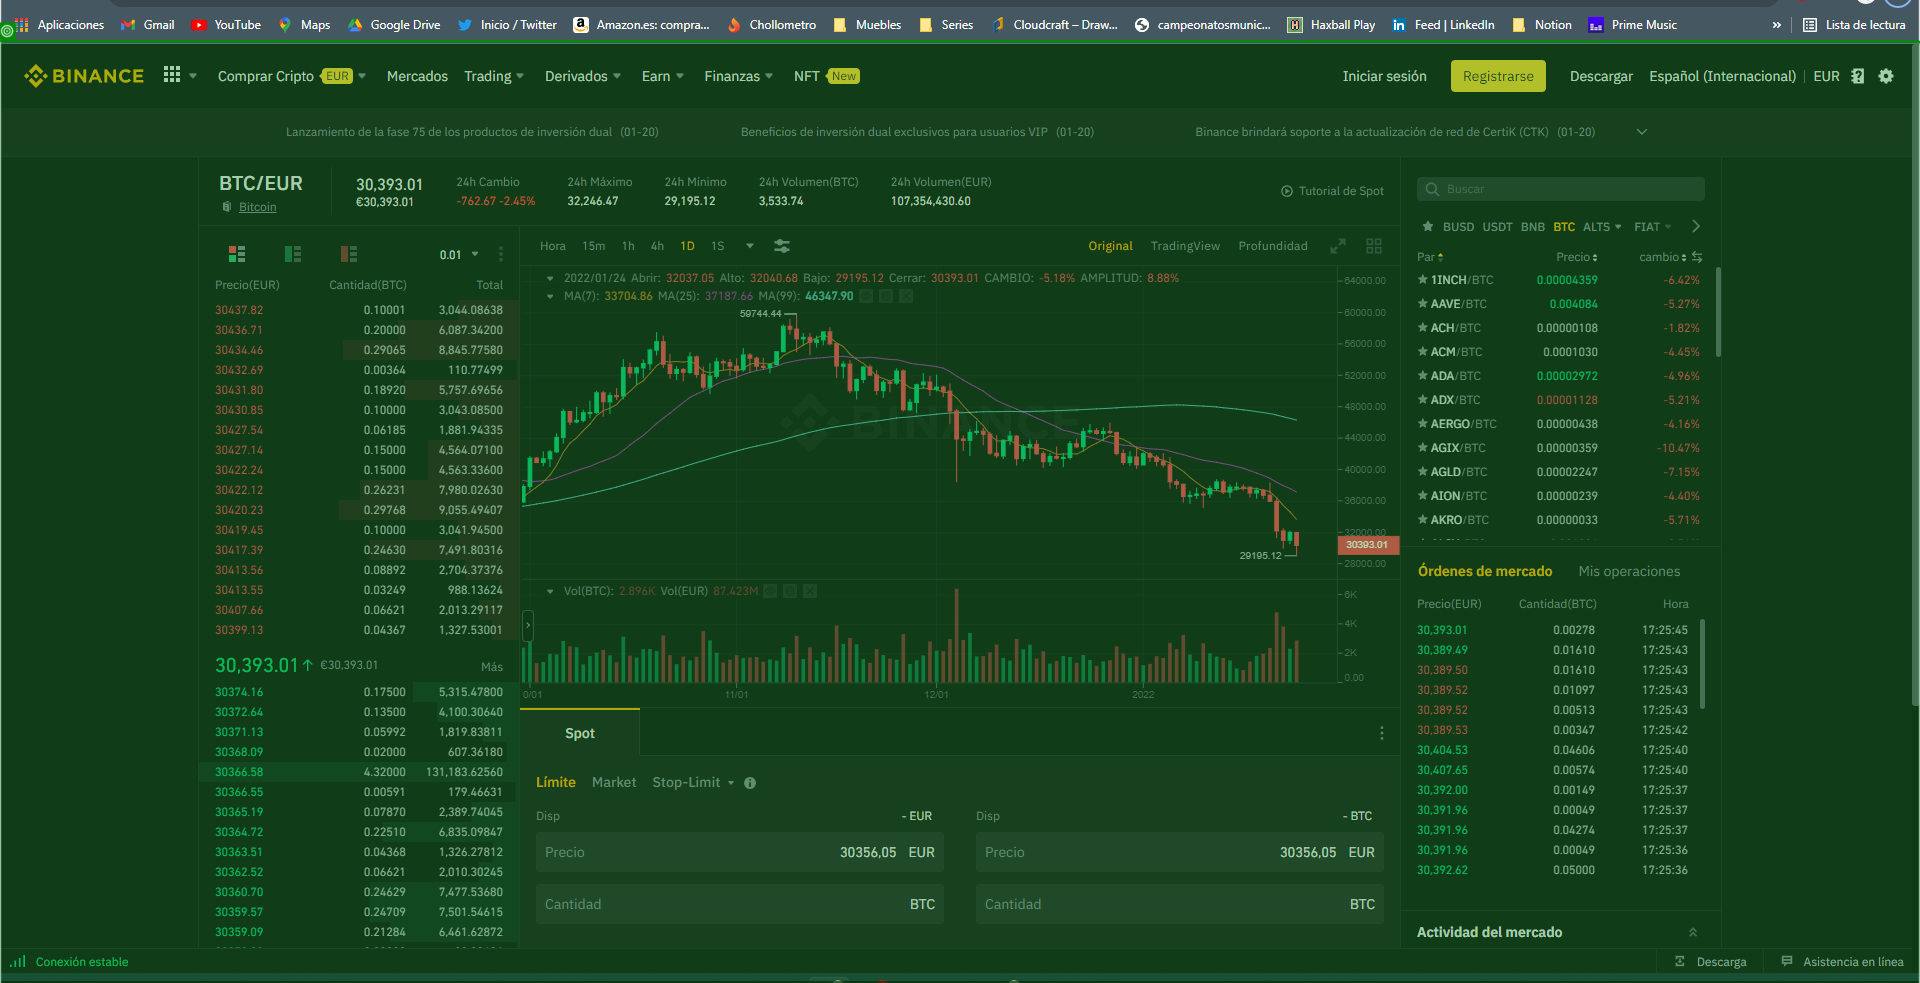 Aplicaciones Gmail YouTube Maps Google Drive Inicio / Twitter Amazon.es: compra... Chollometro Muebles Series Cloudcraft – Draw... campeonatosmunic... Haxball Play Feed | LinkedIn Notion Prime Music » Lista de lectura
BINANCE Comprar Cripto EUR Mercados Trading Derivados Earn Finanzas NFT New Iniciar sesión Registrarse Descargar Español (Internacional) EUR
Lanzamiento de la fase 75 de los productos de inversión dual (01-20) Beneficios de inversión dual exclusivos para usuarios VIP (01-20) Binance brindará soporte a la actualización de red de CertiK (CTK) (01-20)
BTC/EUR
Bitcoin
30,393.01
€30,393.01
24h Cambio
-762.67 -2.45%
24h Máximo
32,246.47
24h Mínimo
29,195.12
24h Volumen(BTC)
3,533.74
24h Volumen(EUR)
107,354,430.60
Tutorial de Spot
0.01
Precio(EUR) Cantidad(BTC) Total
30437.82 0.10001 3,044.08638
30436.71 0.20000 6,087.34200
30434.46 0.29065 8,845.77580
30432.69 0.00364 110.77499
30431.80 0.18920 5,757.69656
30430.85 0.10000 3,043.08500
30427.54 0.06185 1,881.94335
30427.14 0.15000 4,564.07100
30422.24 0.15000 4,563.33600
30422.12 0.26231 7,980.02630
30420.23 0.29768 9,055.49407
30419.45 0.10000 3,041.94500
30417.39 0.24630 7,491.80316
30413.56 0.08892 2,704.37376
30413.55 0.03249 988.13624
30407.66 0.06621 2,013.29117
30399.13 0.04367 1,327.53001
30,393.01 ↑ €30,393.01 Más
30374.16 0.17500 5,315.47800
30372.64 0.13500 4,100.30640
30371.13 0.05992 1,819.83811
30368.09 0.02000 607.36180
30366.58 4.32000 131,183.62560
30366.55 0.00591 179.46631
30365.19 0.07870 2,389.74045
30364.72 0.22510 6,835.09847
30363.51 0.04368 1,326.27812
30362.52 0.06621 2,010.30245
30360.70 0.24629 7,477.53680
30359.57 0.24709 7,501.54615
30359.09 0.21284 6,461.62872
Hora 15m 1h 4h 1D 1S Original TradingView Profundidad
2022/01/24 Abrir: 32037.05 Alto: 32040.68 Bajo: 29195.12 Cerrar: 30393.01 CAMBIO: -5.18% AMPLITUD: 8.88%
MA(7): 33704.86 MA(25): 37187.66 MA(99): 46347.90
64000.00
59744.44
60000.00
56000.00
52000.00
48000.00
BINANCE
44000.00
40000.00
36000.00
32000.00
30393.01
29195.12
28000.00
Vol(BTC): 2.896K Vol(EUR) 87.423M
6K
4K
2K
0.00
0/01 11/01 12/01 2022
Spot
Límite Market Stop-Limit
Disp - EUR
Precio 30356,05 EUR
Cantidad BTC
Disp - BTC
Precio 30356,05 EUR
Cantidad BTC
Buscar
BUSD USDT BNB BTC ALTS FIAT
Par Precio cambio
1INCH/BTC 0.00004359 -6.42%
AAVE/BTC 0.004084 -5.27%
ACH/BTC 0.00000108 -1.82%
ACM/BTC 0.0001030 -4.45%
ADA/BTC 0.00002972 -4.96%
ADX/BTC 0.00001128 -5.21%
AERGO/BTC 0.00000438 -4.16%
AGIX/BTC 0.00000359 -10.47%
AGLD/BTC 0.00002247 -7.15%
AION/BTC 0.00000239 -4.40%
AKRO/BTC 0.00000033 -5.71%
Órdenes de mercado Mis operaciones
Precio(EUR) Cantidad(BTC) Hora
30,393.01 0.00278 17:25:45
30,389.49 0.01610 17:25:43
30,389.50 0.01610 17:25:43
30,389.52 0.01097 17:25:43
30,389.52 0.00513 17:25:43
30,389.53 0.00347 17:25:42
30,404.53 0.04606 17:25:40
30,407.65 0.00574 17:25:40
30,392.00 0.00149 17:25:37
30,391.96 0.00049 17:25:37
30,391.96 0.04274 17:25:37
30,391.96 0.00049 17:25:36
30,392.62 0.05000 17:25:36
Actividad del mercado
Conexión estable Descarga Asistencia en línea